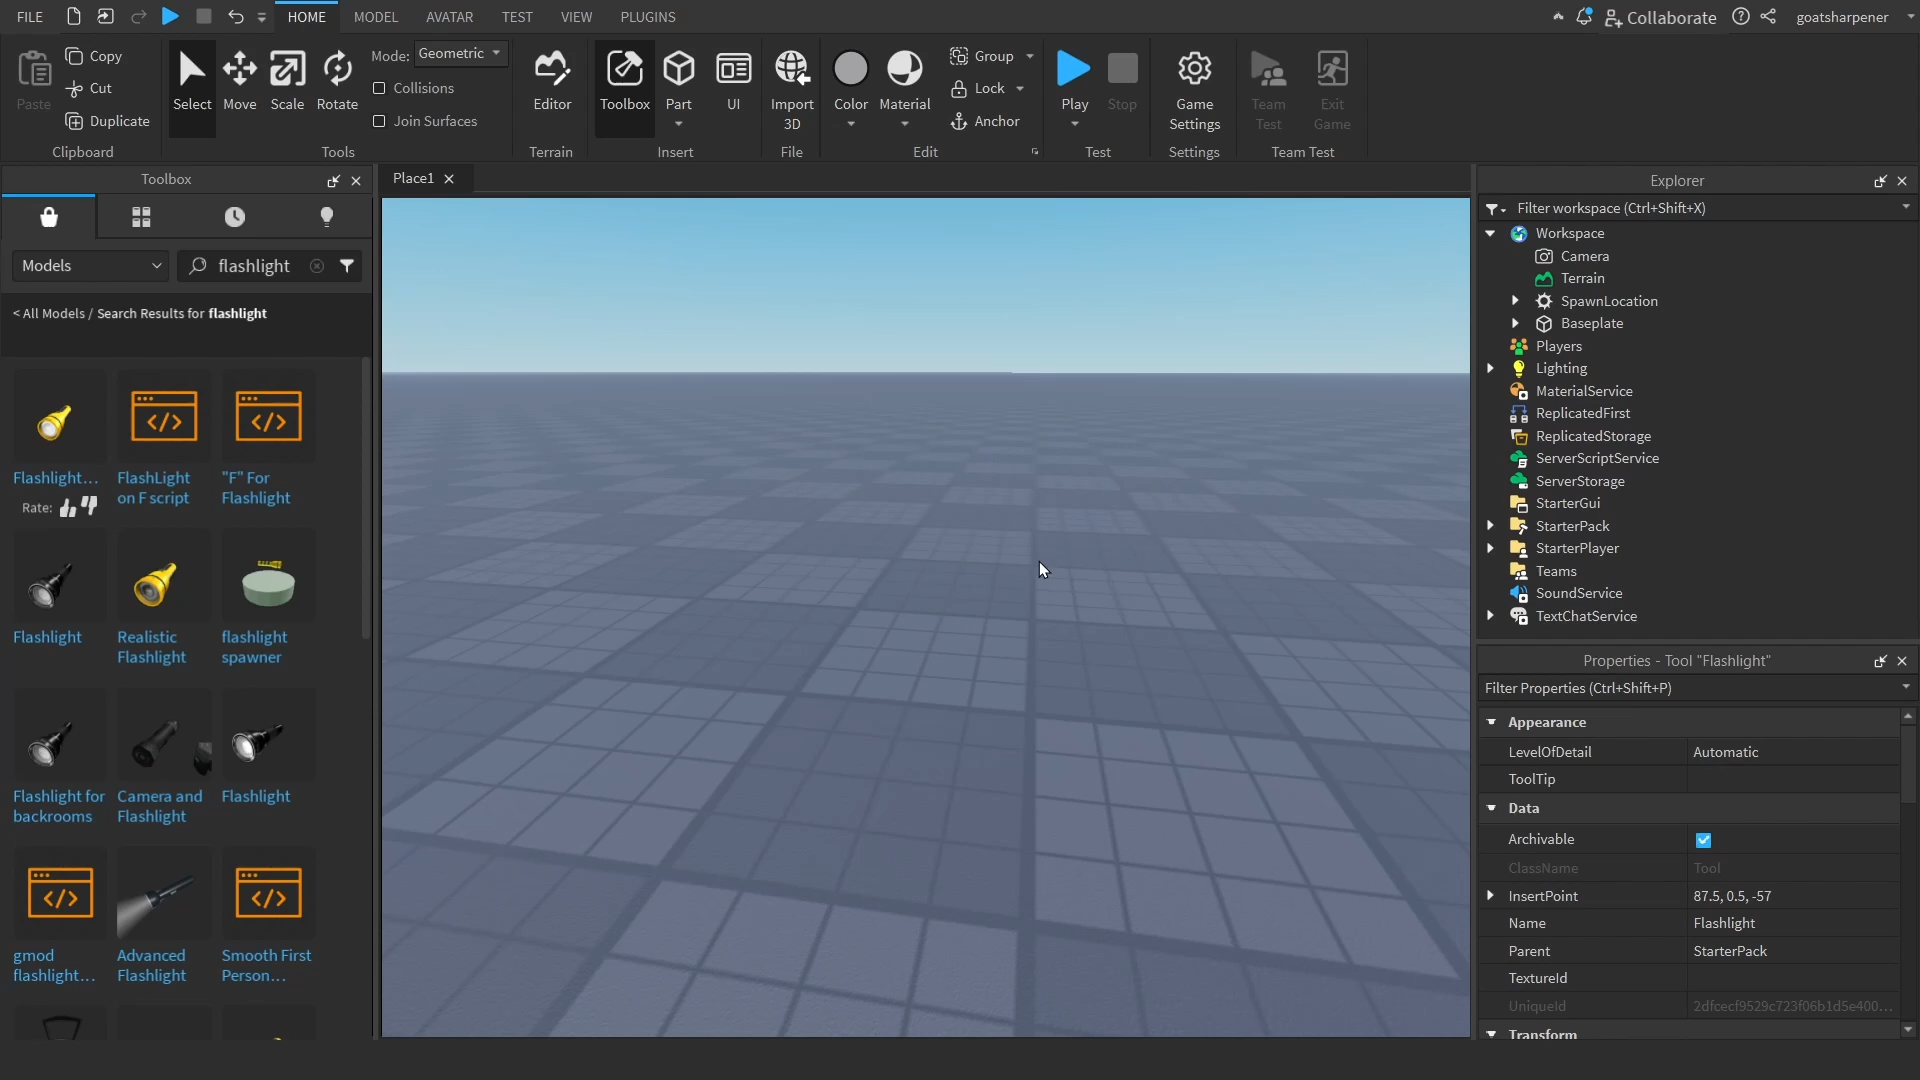 FILE
HOME
MODEL
AVATAR
TEST
VIEW
PLUGINS
Collaborate
goatsharpener
Paste
Copy
Cut
Duplicate
Clipboard
Select
Move
Scale
Rotate
Mode: Geometric
Collisions
Join Surfaces
Tools
Editor
Terrain
Toolbox
Part
UI
Insert
Import
3D
File
Color
Material
Group
Lock
Anchor
Edit
Play
Stop
Test
Game
Settings
Settings
Team
Test
Exit
Game
Team Test
Toolbox
Models
flashlight
< All Models / Search Results for flashlight
Flashlight...
Rate:
FlashLight
on F script
"F" For
Flashlight
Flashlight
Realistic
Flashlight
flashlight
spawner
Flashlight for
backrooms
Camera and
Flashlight
Flashlight
gmod
flashlight...
Advanced
Flashlight
Smooth First
Person...
Place1
Explorer
Filter workspace (Ctrl+Shift+X)
Workspace
Camera
Terrain
SpawnLocation
Baseplate
Players
Lighting
MaterialService
ReplicatedFirst
ReplicatedStorage
ServerScriptService
ServerStorage
StarterGui
StarterPack
StarterPlayer
Teams
SoundService
TextChatService
Properties - Tool "Flashlight"
Filter Properties (Ctrl+Shift+P)
Appearance
LevelOfDetail Automatic
ToolTip
Data
Archivable
ClassName Tool
InsertPoint 87.5, 0.5, -57
Name Flashlight
Parent StarterPack
TextureId
UniqueId 2dfcecf9529c723f06b1d5e400...
Transform